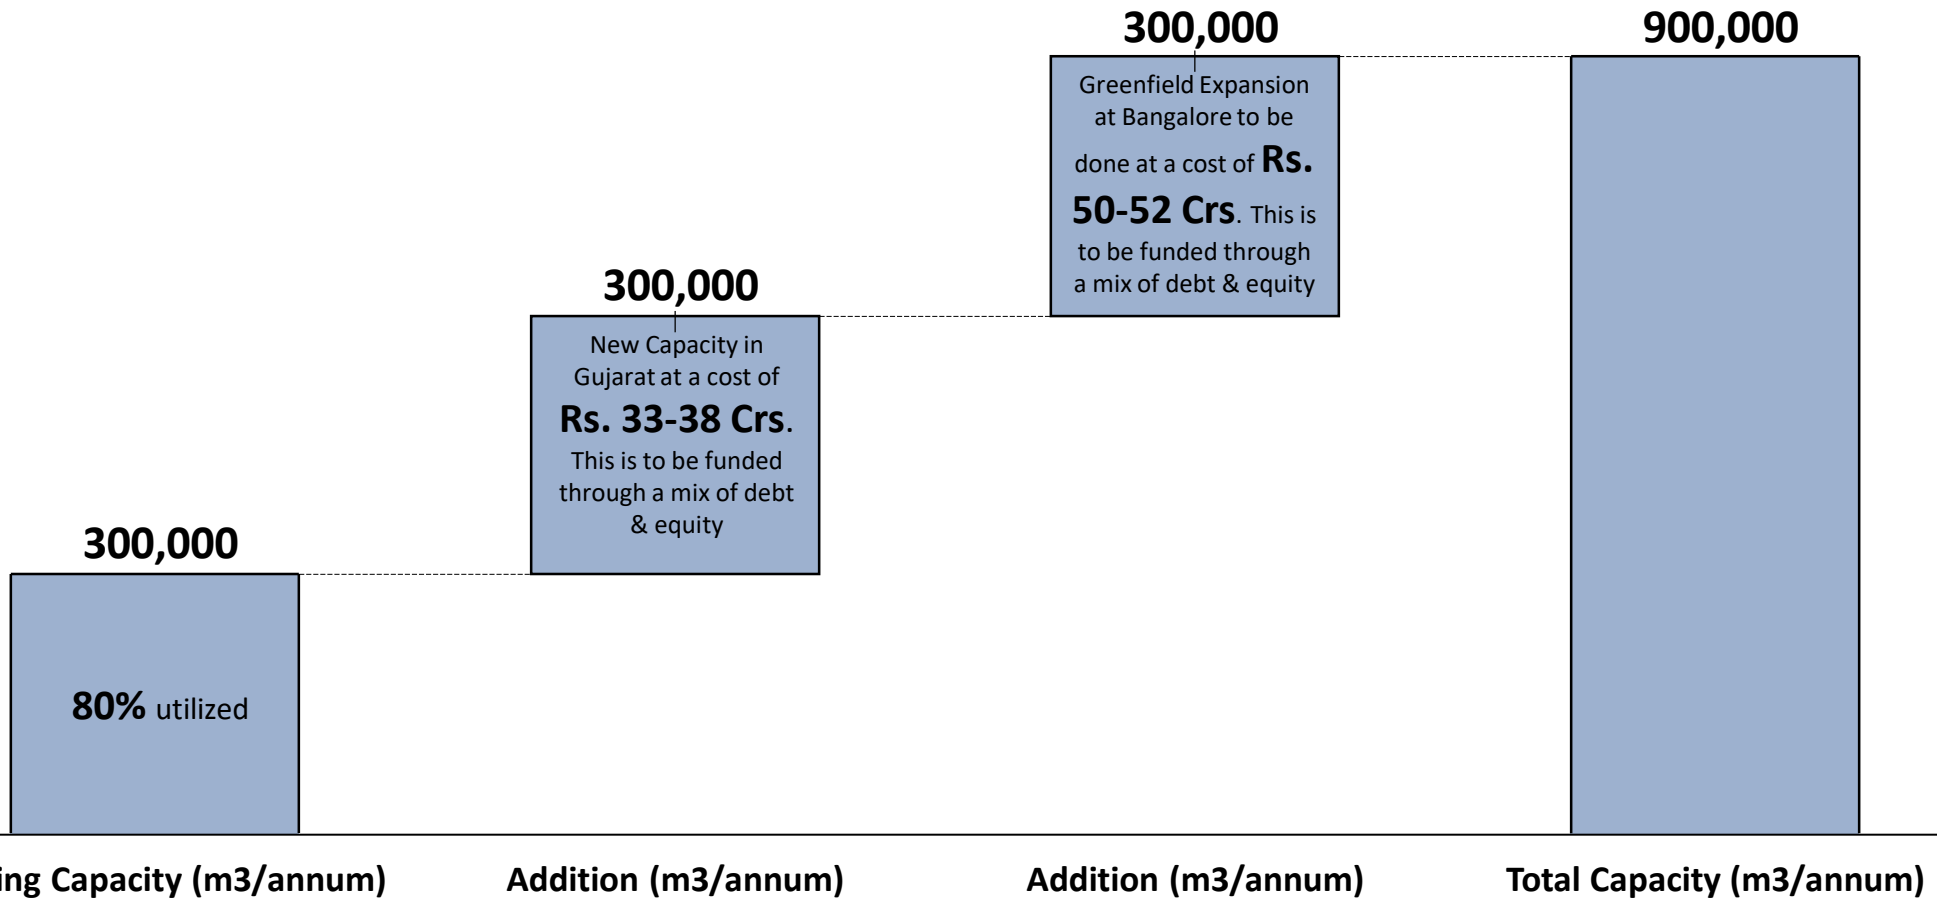 300,000
80% utilized
ing Capacity (m3/annum)
300,000
New Capacity in
Gujarat at a cost of
Rs. 33-38 Crs.
This is to be funded
through a mix of debt
& equity
Addition (m3/annum)
300,000
Greenfield Expansion
at Bangalore to be
done at a cost of Rs.
50-52 Crs. This is
to be funded through
a mix of debt & equity
Addition (m3/annum)
900,000
Total Capacity (m3/annum)